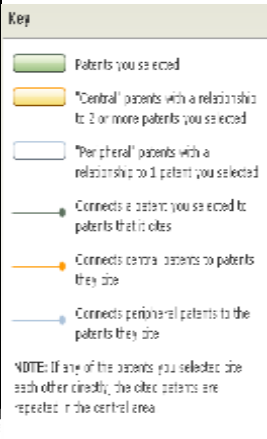 Key
Patents you selected
"Central" patents with a relationship
to 2 or more patents you selected
"Peripheral" patents with a
relationship to 1 patent you selected
Connects a patent you selected to
patents that it cites
Connects central patents to patents
they cite
Connects peripheral patents to the
patents they cite
NOTE: If any of the patents you selected cite
each other directly, the cited patents are
repeated in the central area